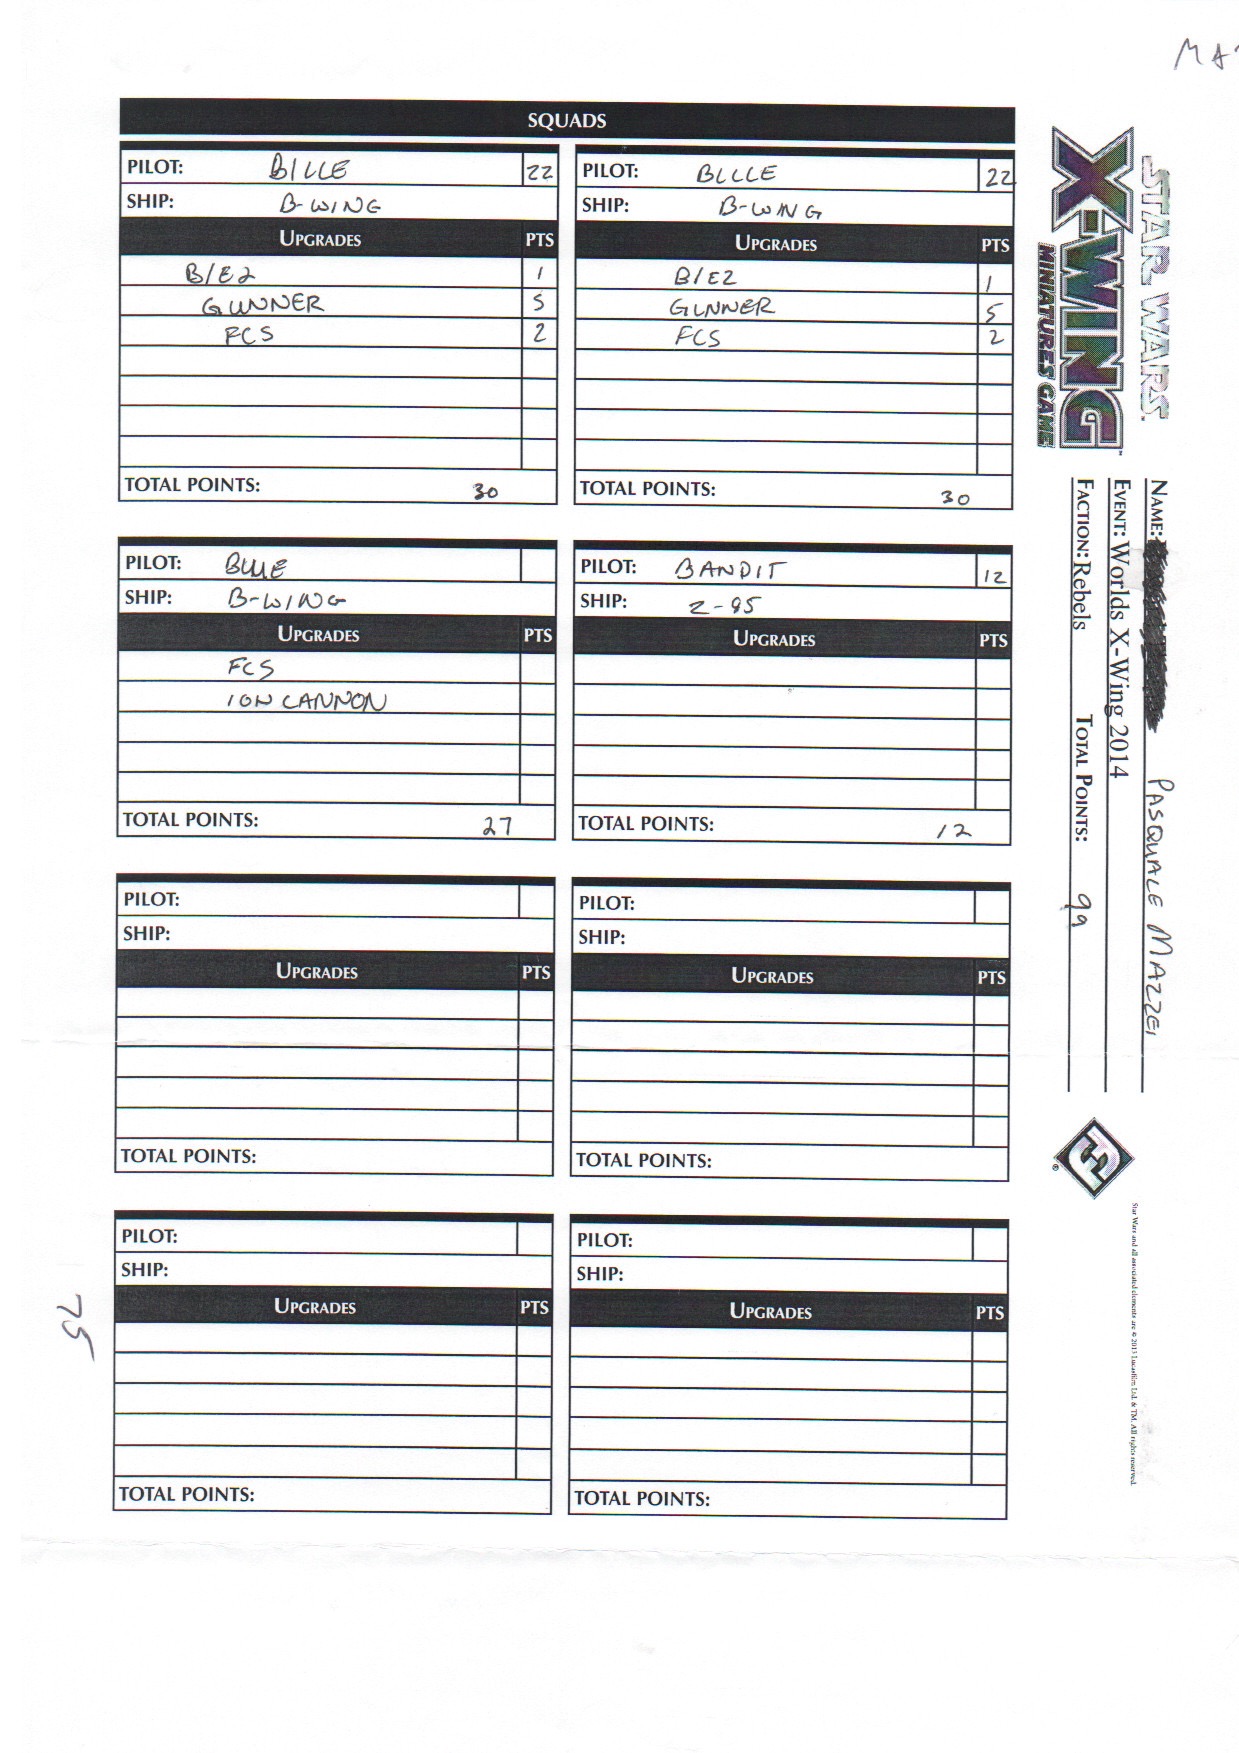 MA
SQUADS
PILOT: BLUE 22
SHIP: B-WING
UPGRADES PTS
B/E2 1
GUNNER 5
FCS 2
TOTAL POINTS: 30
PILOT: BLUE 22
SHIP: B-WING
UPGRADES PTS
B/E2 1
GUNNER 5
FCS 2
TOTAL POINTS: 30
PILOT: BLUE
SHIP: B-WING
UPGRADES PTS
FCS
ION CANNON
TOTAL POINTS: 27
PILOT: BANDIT 12
SHIP: Z-95
UPGRADES PTS
TOTAL POINTS: 12
PILOT:
SHIP:
UPGRADES PTS
TOTAL POINTS:
PILOT:
SHIP:
UPGRADES PTS
TOTAL POINTS:
PILOT:
SHIP:
UPGRADES PTS
TOTAL POINTS:
PILOT:
SHIP:
UPGRADES PTS
TOTAL POINTS:
75
STAR WARS
X-WING™
MINIATURES GAME
NAME: PASQUALE MAZZEI
EVENT: Worlds X-Wing 2014
FACTION: Rebels TOTAL POINTS: 99
Star Wars and all associated elements are © 2013 Lucasfilm Ltd. & TM. All rights reserved.